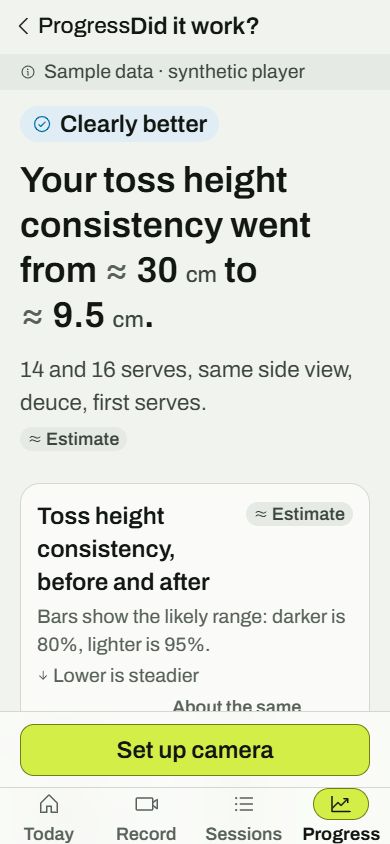 Progress Did it work?
Sample data · synthetic player
Clearly better
Your toss height
consistency went
from ≈ 30 cm to
≈ 9.5 cm.
14 and 16 serves, same side view,
deuce, first serves.
≈ Estimate
Toss height
consistency,
before and after
≈ Estimate
Bars show the likely range: darker is
80%, lighter is 95%.
↓ Lower is steadier
About the same
Set up camera
Today Record Sessions Progress